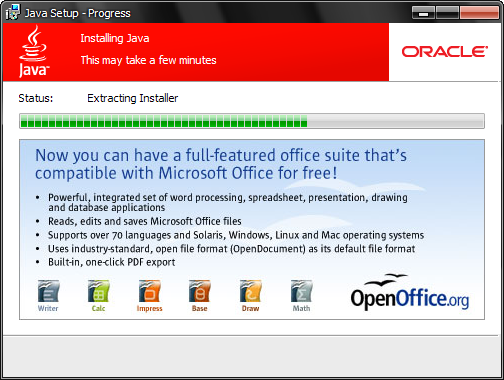 Java Setup - Progress
Java
Installing Java
This may take a few minutes
ORACLE
Status: Extracting Installer
Now you can have a full-featured office suite that's
compatible with Microsoft Office for free!
• Powerful, integrated set of word processing, spreadsheet, presentation, drawing
and database applications
• Reads, edits and saves Microsoft Office files
• Supports over 70 languages and Solaris, Windows, Linux and Mac operating systems
• Uses industry-standard, open file format (OpenDocument) as its default file format
• Built-in, one-click PDF export
Writer Calc Impress Base Draw Math
OpenOffice.org